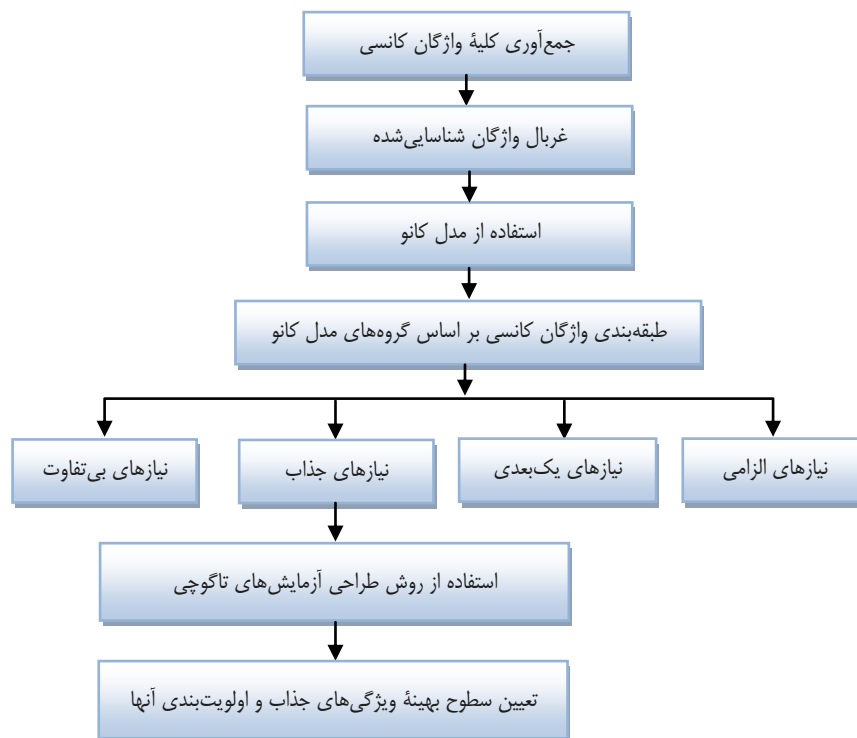 جمع‌آوری کلیۀ واژگان کانسی
غربال واژگان شناسایی‌شده
استفاده از مدل کانو
طبقه‌بندی واژگان کانسی بر اساس گروه‌های مدل کانو
نیازهای الزامی
نیازهای یک‌بعدی
نیازهای جذاب
نیازهای بی‌تفاوت
استفاده از روش طراحی آزمایش‌های تاگوچی
تعیین سطوح بهینۀ ویژگی‌های جذاب و اولویت‌بندی آنها